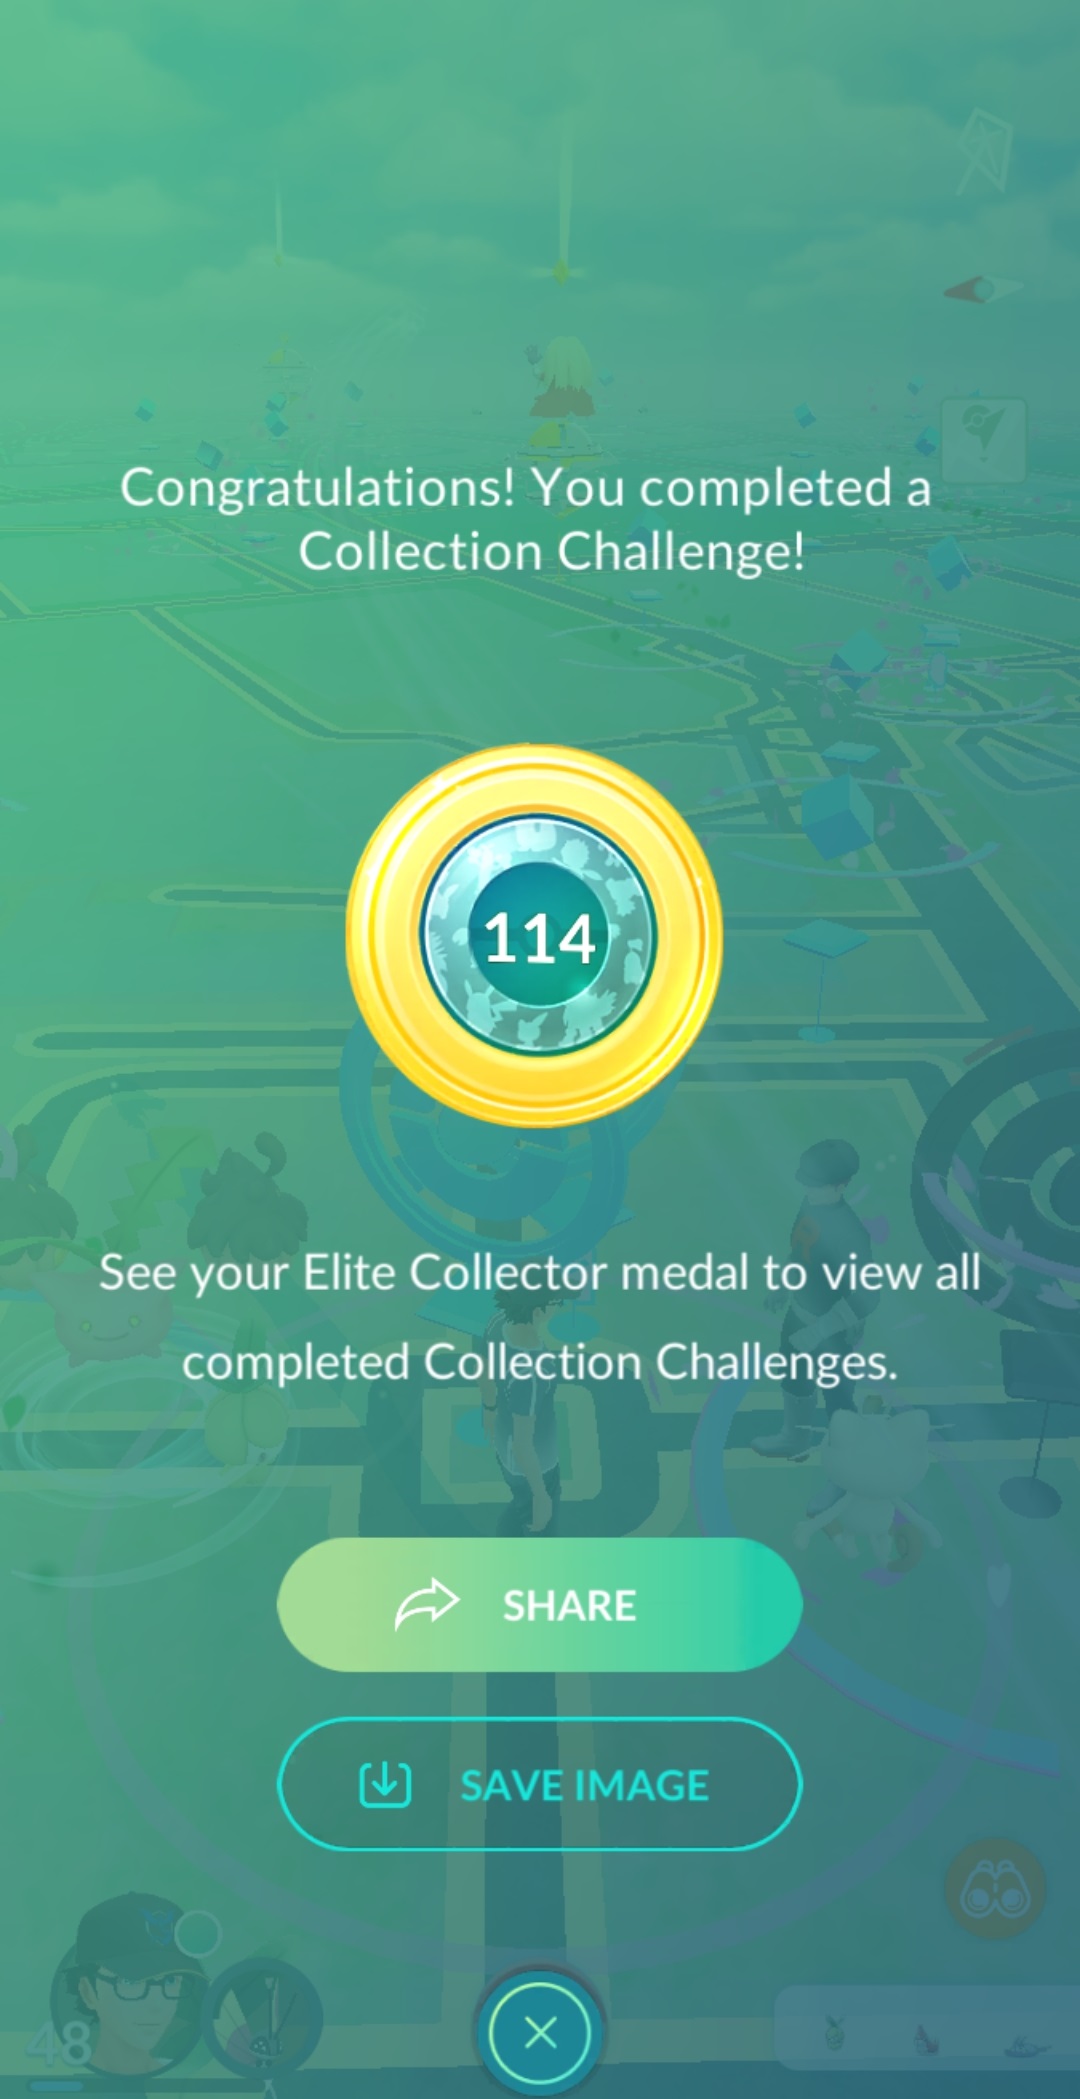 Congratulations! You completed a
Collection Challenge!
114
See your Elite Collector medal to view all
completed Collection Challenges.
SHARE
SAVE IMAGE
48